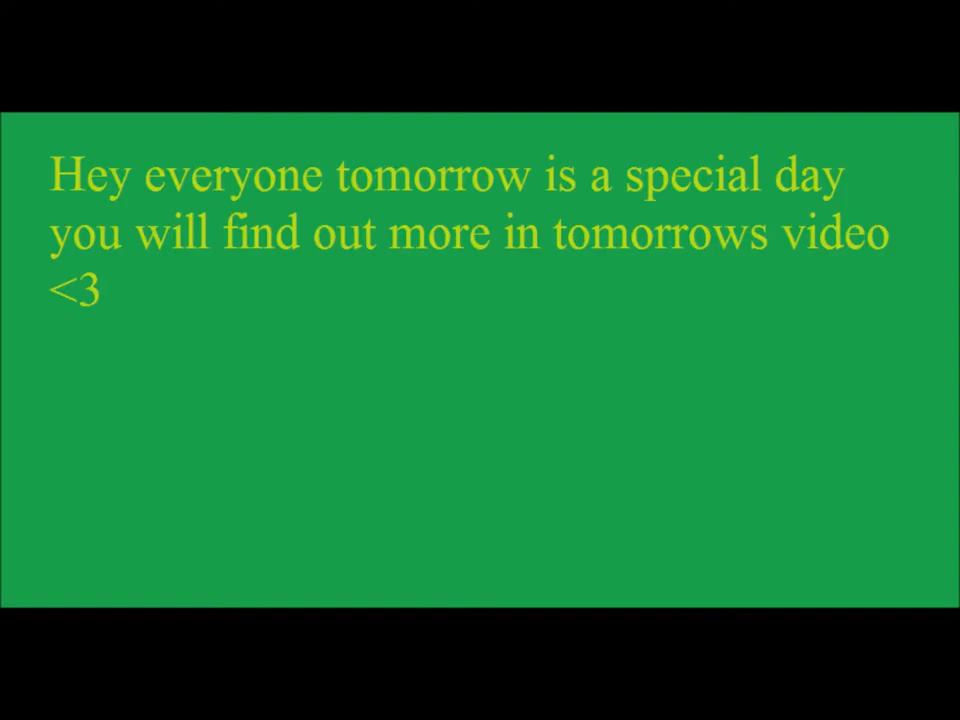 Hey everyone tomorrow is a special day
you will find out more in tomorrows video
<3